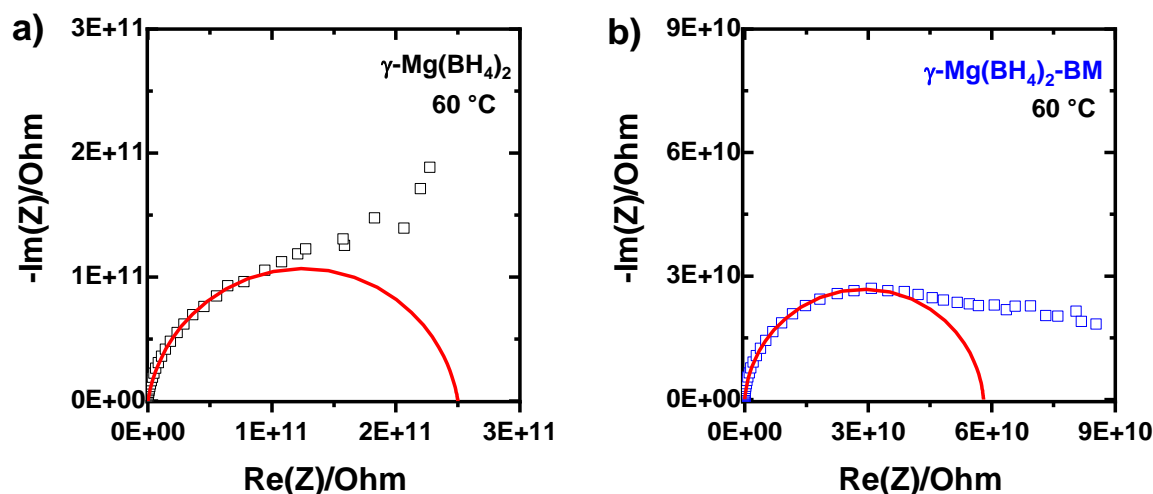 a)
γ-Mg(BH4)2
60 °C
3E+11
2E+11
1E+11
0E+00
-Im(Z)/Ohm
0E+00 1E+11 2E+11 3E+11
Re(Z)/Ohm
b)
γ-Mg(BH4)2-BM
60 °C
9E+10
6E+10
3E+10
0E+00
-Im(Z)/Ohm
0E+00 3E+10 6E+10 9E+10
Re(Z)/Ohm